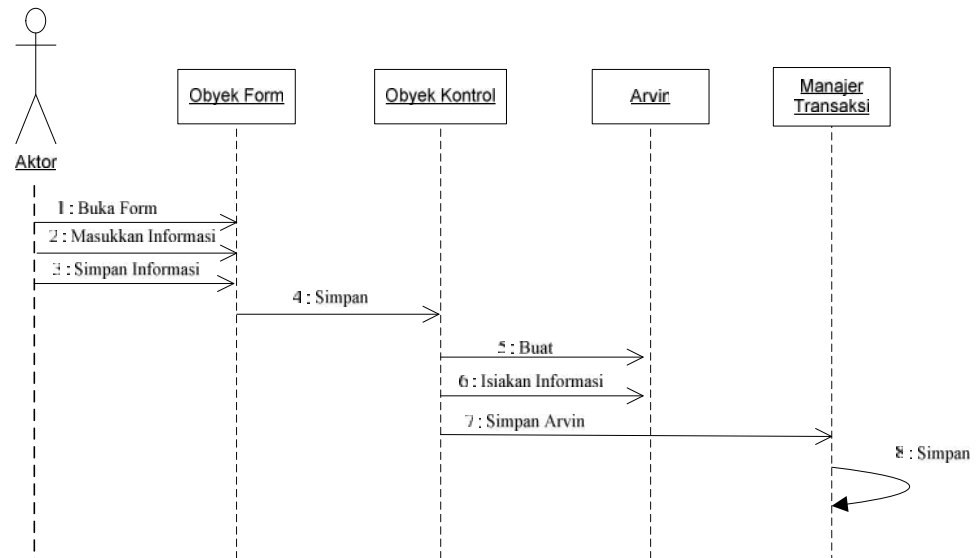 Obyek Form
Obyek Kontrol
Arvin
Manajer
Transaksi
Aktor
1 : Buka Form
2 : Masukkan Informasi
3 : Simpan Informasi
4 : Simpan
5 : Buat
6 : Isiakan Informasi
7 : Simpan Arvin
8 : Simpan